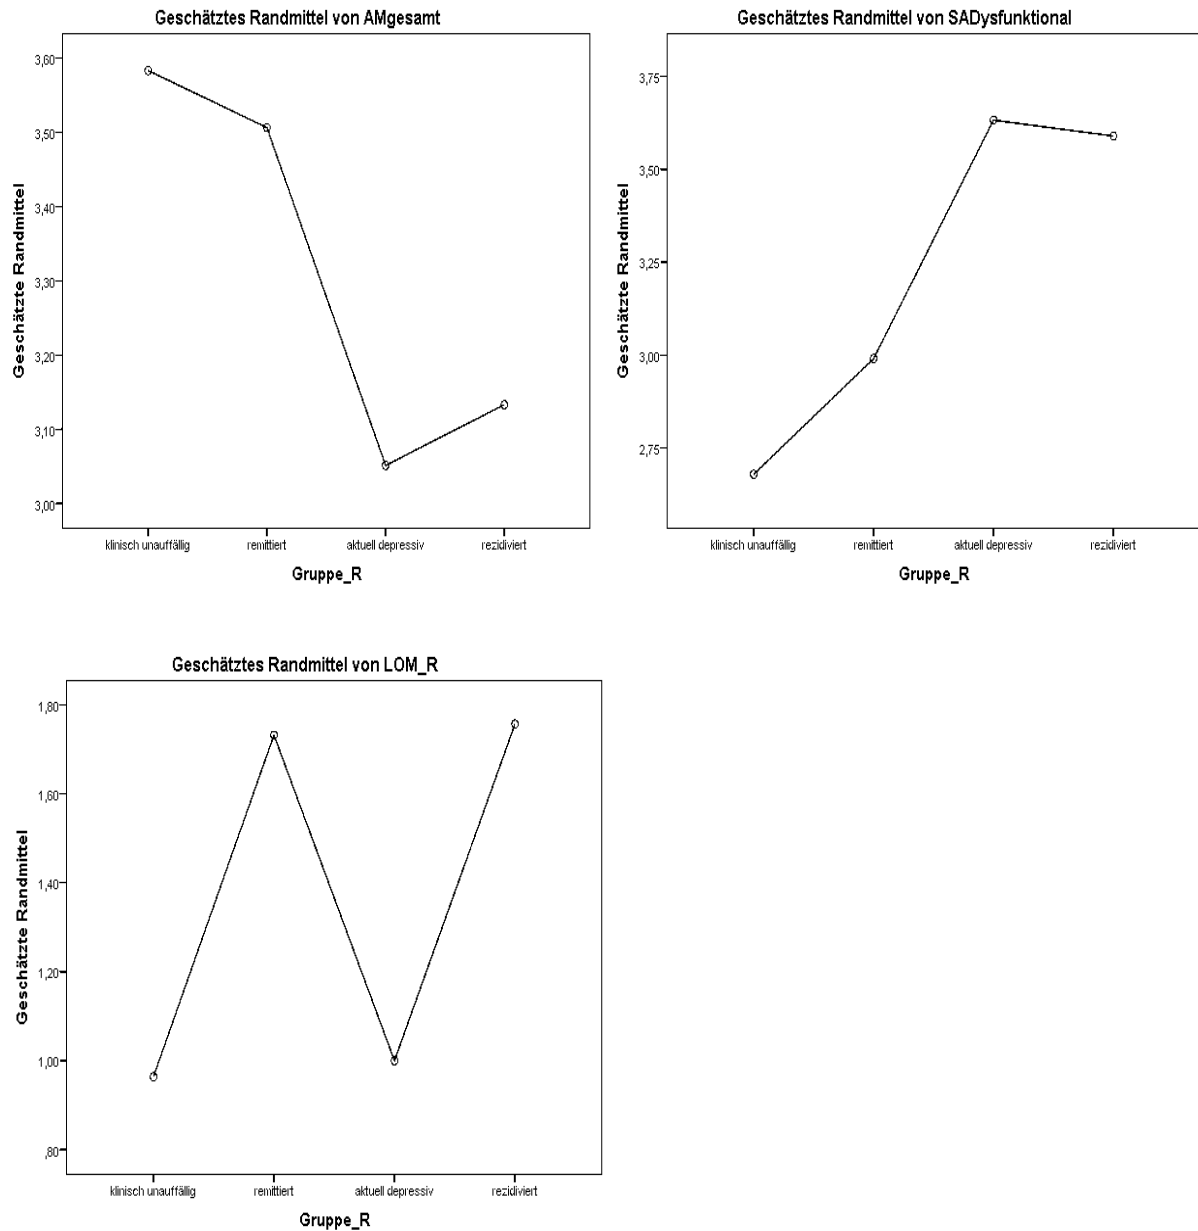 Geschätztes Randmittel von AMgesamt
Geschätzte Randmittel
3,60
3,50
3,40
3,30
3,20
3,10
3,00
klinisch unauffällig remittiert aktuell depressiv rezidiviert
Gruppe_R
Geschätztes Randmittel von SADysfunktional
Geschätzte Randmittel
3,75
3,50
3,25
3,00
2,75
klinisch unauffällig remittiert aktuell depressiv rezidiviert
Gruppe_R
Geschätztes Randmittel von LOM_R
Geschätzte Randmittel
1,80
1,60
1,40
1,20
1,00
,80
klinisch unauffällig remittiert aktuell depressiv rezidiviert
Gruppe_R